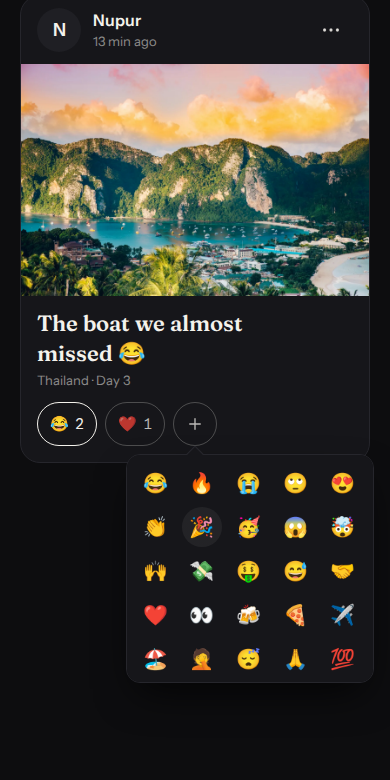 N
Nupur
13 min ago
The boat we almost
missed 😂
Thailand · Day 3
😂 2
❤️ 1
+
💯